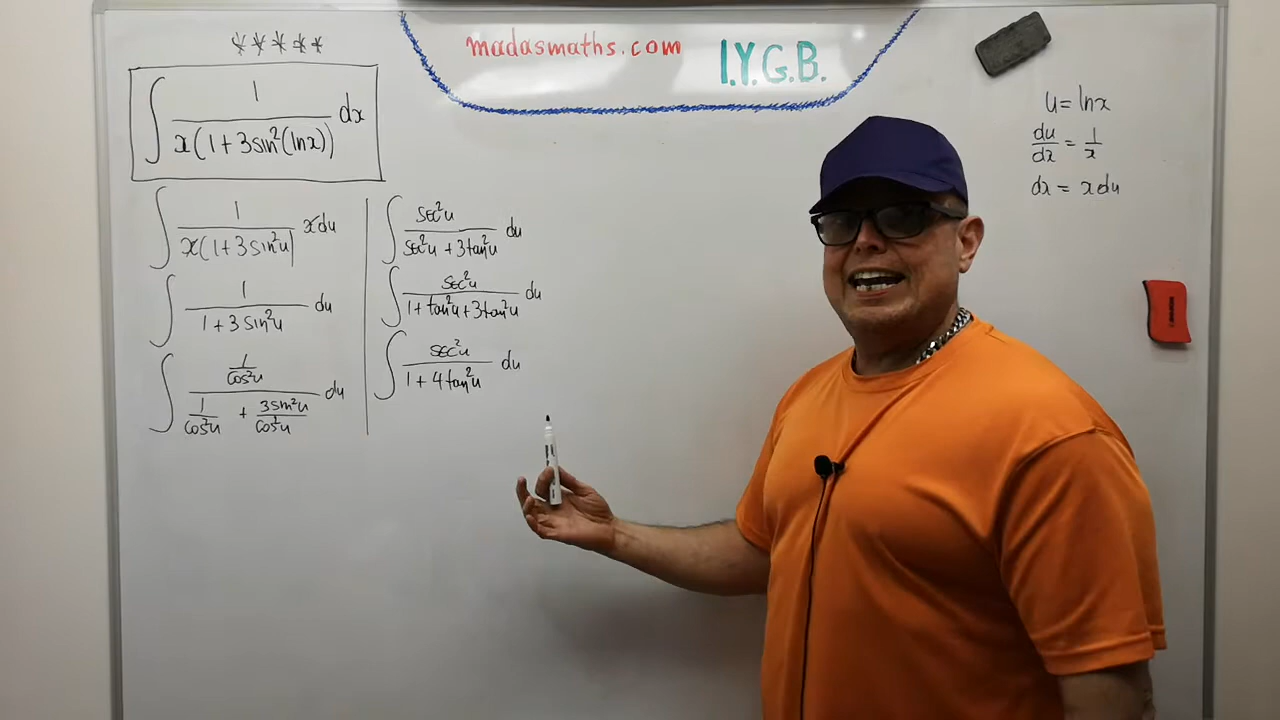 *****
madasmaths.com
I.Y.G.B.
∫ 1/(x(1+3sin²(lnx))) dx
u = lnx
du/dx = 1/x
dx = x du
∫ 1/(x(1+3sin²u)) x du
∫ 1/(1+3sin²u) du
∫ (1/cos²u)/(1/cos²u + 3sin²u/cos²u) du
∫ sec²u/(sec²u+3tan²u) du
∫ sec²u/(1+tan²u+3tan²u) du
∫ sec²u/(1+4tan²u) du